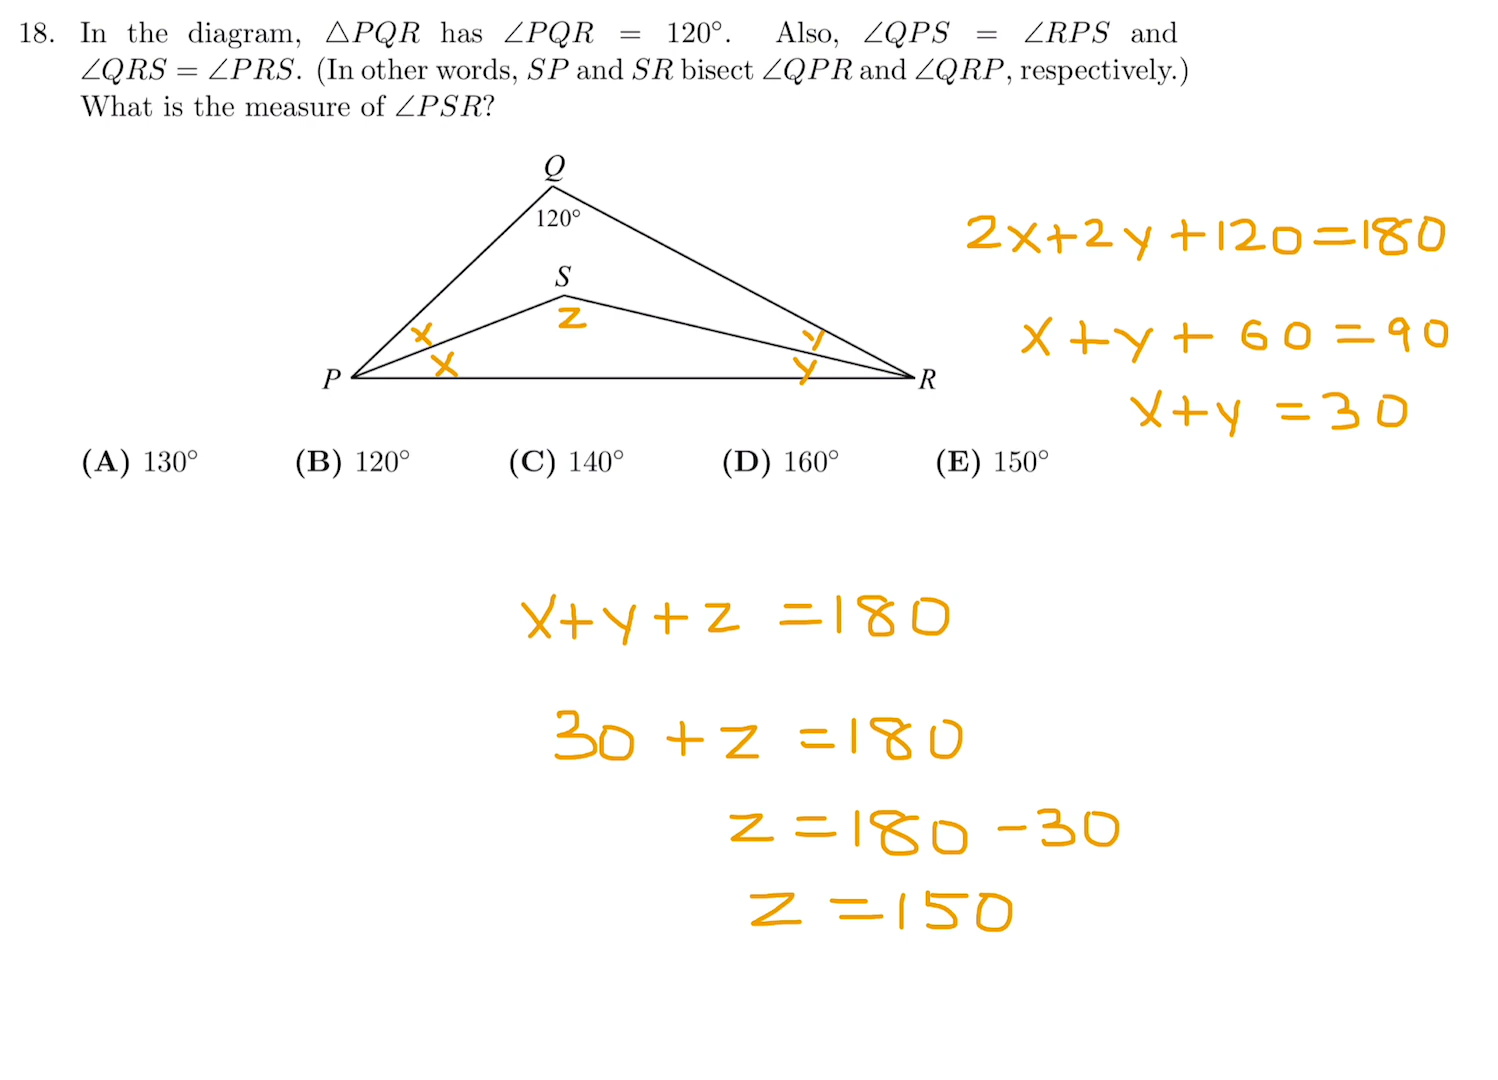 18. In the diagram, △PQR has ∠PQR = 120°. Also, ∠QPS = ∠RPS and
∠QRS = ∠PRS. (In other words, SP and SR bisect ∠QPR and ∠QRP, respectively.)
What is the measure of ∠PSR?
Q
120°
S
z
x
x
y
y
P
R
2x+2y+120=180
x+y+60=90
x+y=30
(A) 130° (B) 120° (C) 140° (D) 160° (E) 150°
x+y+z=180
30+z=180
z=180-30
z=150